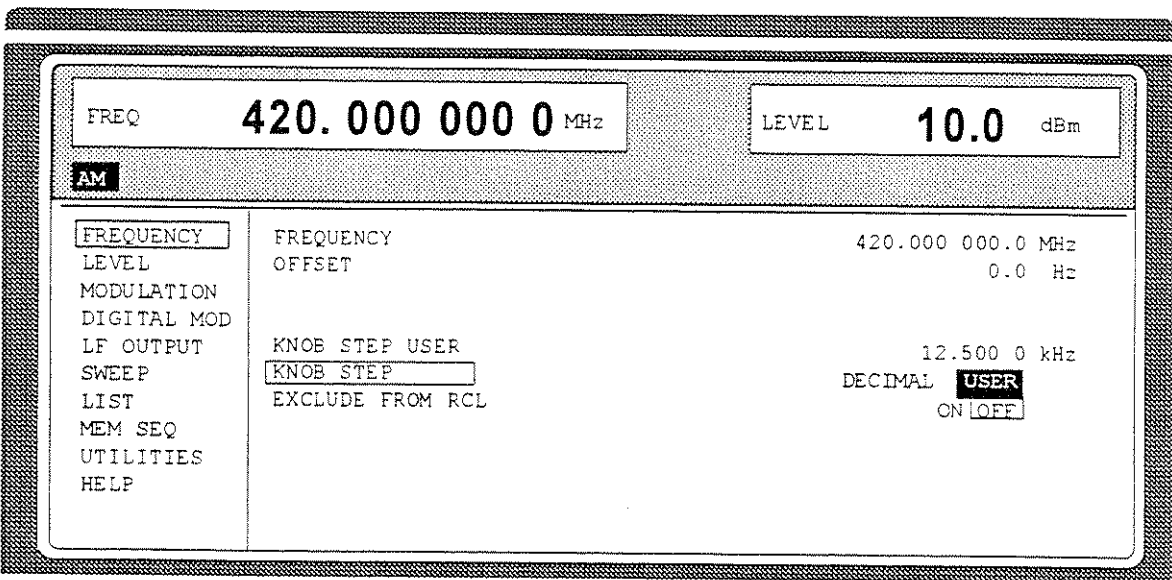 FREQ 420. 000 000 0 MHz LEVEL 10.0 dBm
AM
FREQUENCY FREQUENCY 420.000 000.0 MHz
LEVEL OFFSET 0.0 Hz
MODULATION
DIGITAL MOD
LF OUTPUT KNOB STEP USER 12.500 0 kHz
SWEEP KNOB STEP DECIMAL USER
LIST EXCLUDE FROM RCL ON OFF
MEM SEQ
UTILITIES
HELP